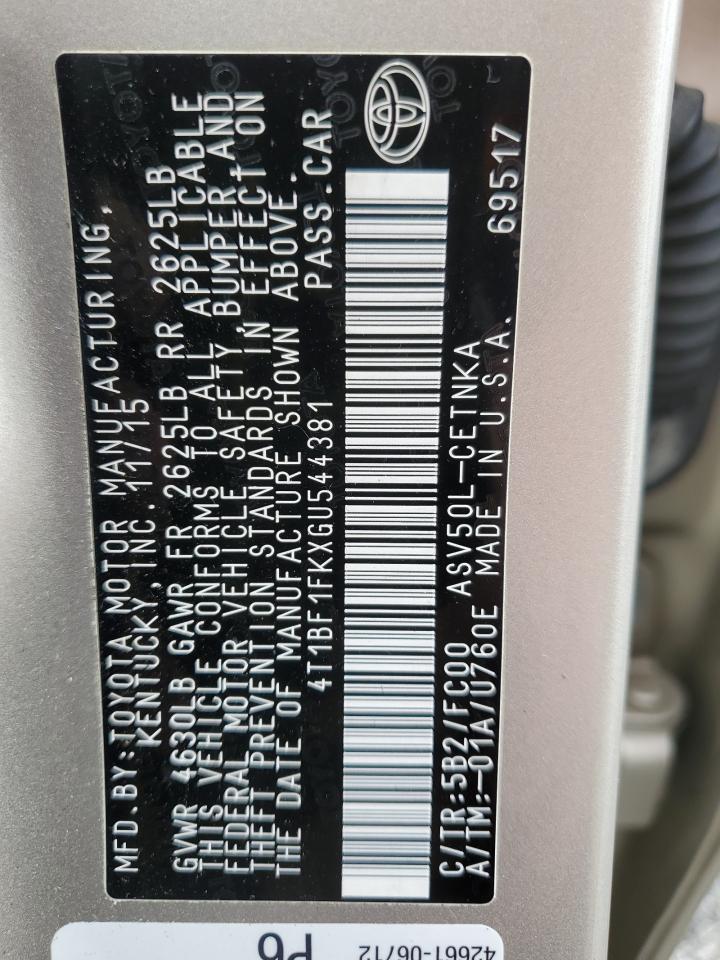 MFD.BY:TOYOTA MOTOR MANUFACTURING,
KENTUCKY,INC. 11/15
GVWR 4630LB GAWR FR 2625LB RR 2625LB
THIS VEHICLE CONFORMS TO ALL APPLICABLE
FEDERAL MOTOR VEHICLE SAFETY,BUMPER,AND
THEFT PREVENTION STANDARDS IN EFFECT ON
THE DATE OF MANUFACTURE SHOWN ABOVE.
4T1BF1FKXGU544381 PASS.CAR
C/TR:5B2/FC00 ASV50L-CETNKA
A/TM:-01A/U760E MADE IN U.S.A. 69517
P6
42661-06712